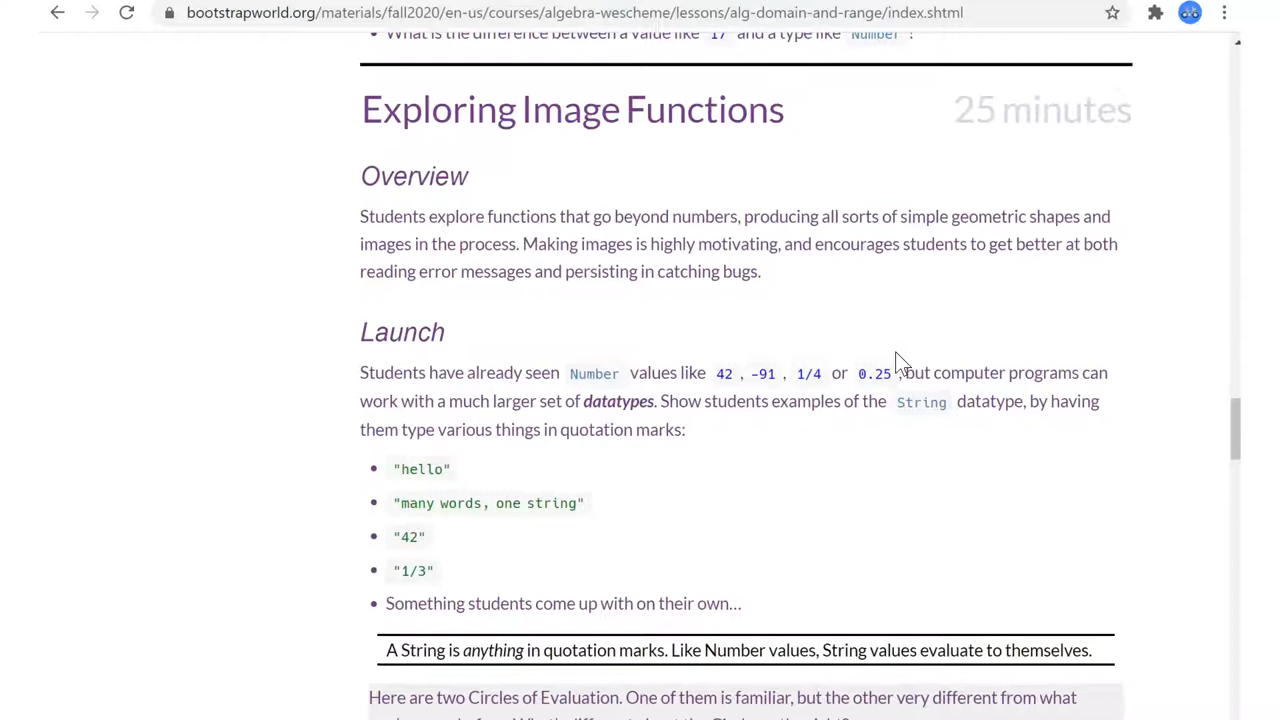 bootstrapworld.org/materials/fall2020/en-us/courses/algebra-wescheme/lessons/alg-domain-and-range/index.shtml
What is the difference between a value like 17 and a type like Number ?
Exploring Image Functions 25 minutes
Overview
Students explore functions that go beyond numbers, producing all sorts of simple geometric shapes and
images in the process. Making images is highly motivating, and encourages students to get better at both
reading error messages and persisting in catching bugs.
Launch
Students have already seen Number values like 42 , -91 , 1/4 or 0.25 , but computer programs can
work with a much larger set of datatypes. Show students examples of the String datatype, by having
them type various things in quotation marks:
"hello"
"many words, one string"
"42"
"1/3"
Something students come up with on their own…
A String is anything in quotation marks. Like Number values, String values evaluate to themselves.
Here are two Circles of Evaluation. One of them is familiar, but the other very different from what